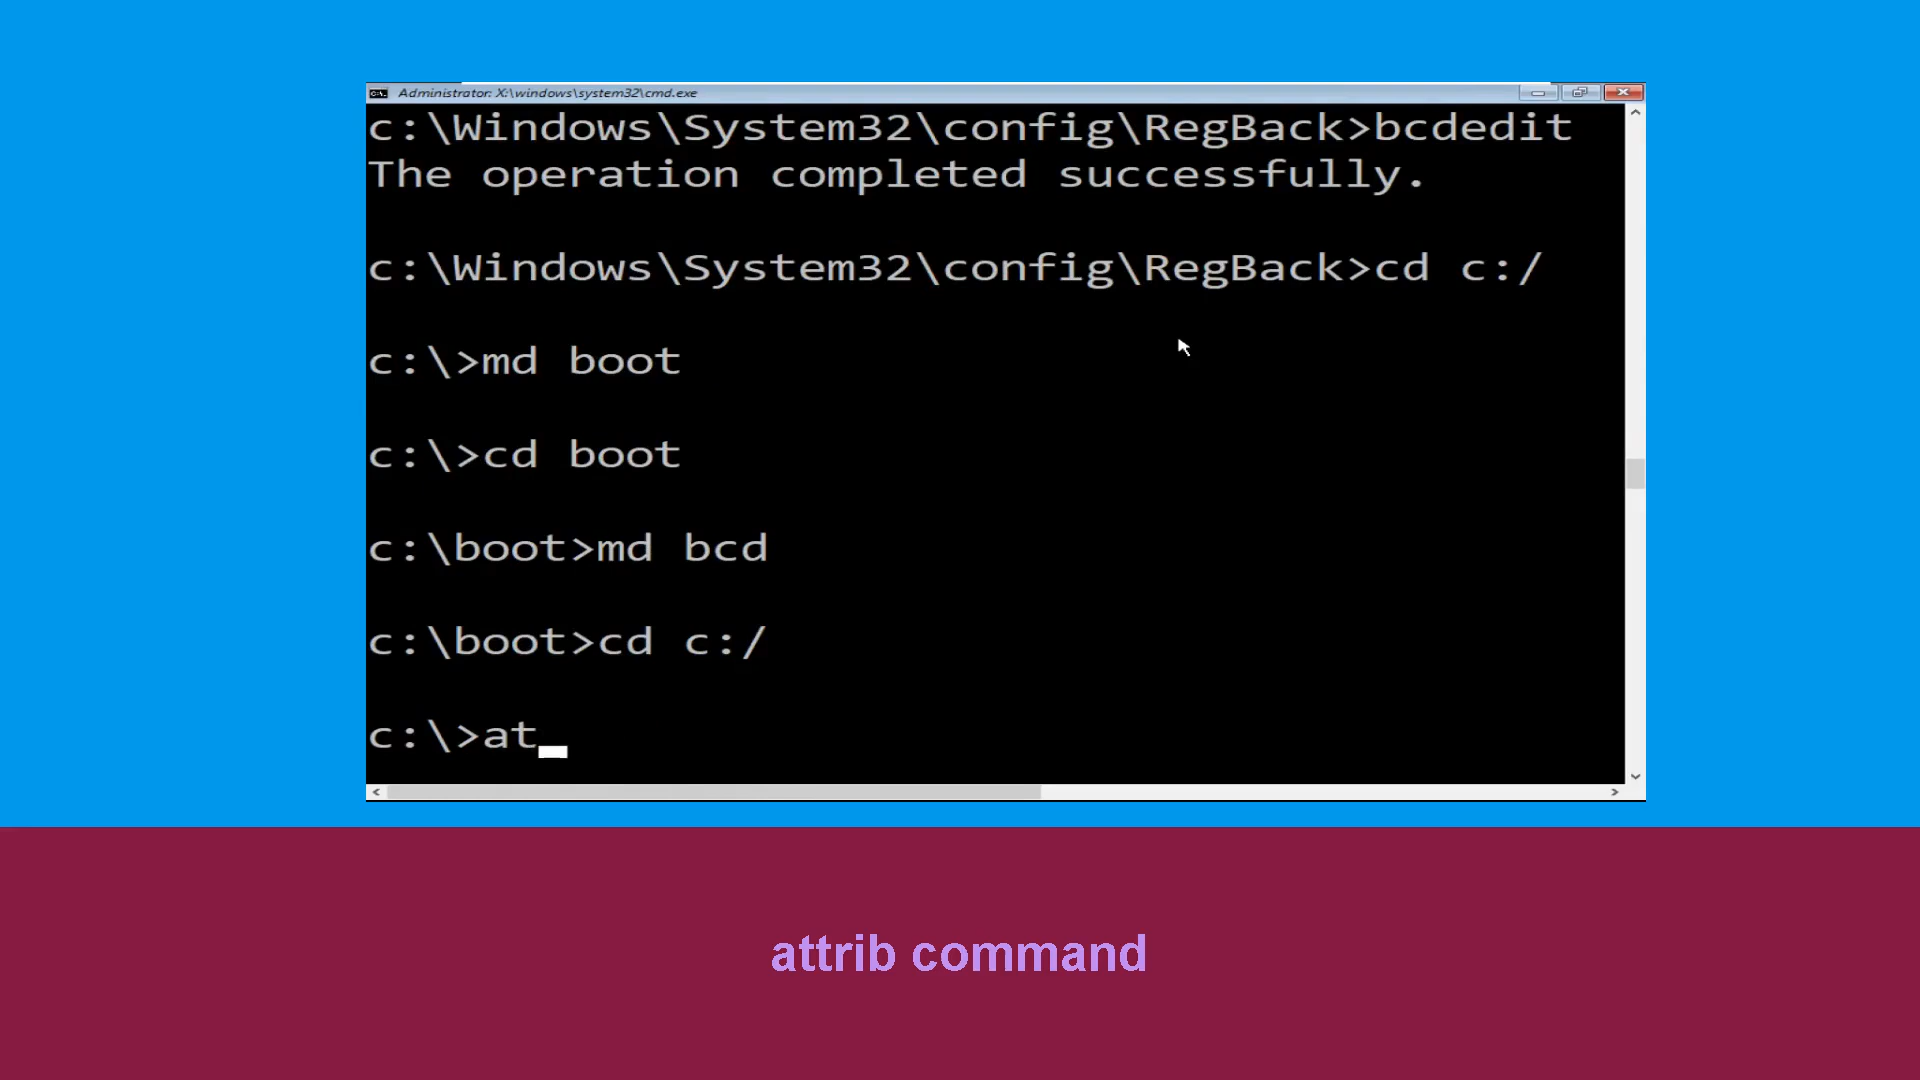 Administrator: X:\windows\system32\cmd.exe
c:\Windows\System32\config\RegBack>bcdedit
The operation completed successfully.
c:\Windows\System32\config\RegBack>cd c:/
c:\>md boot
c:\>cd boot
c:\boot>md bcd
c:\boot>cd c:/
c:\>at_
attrib command